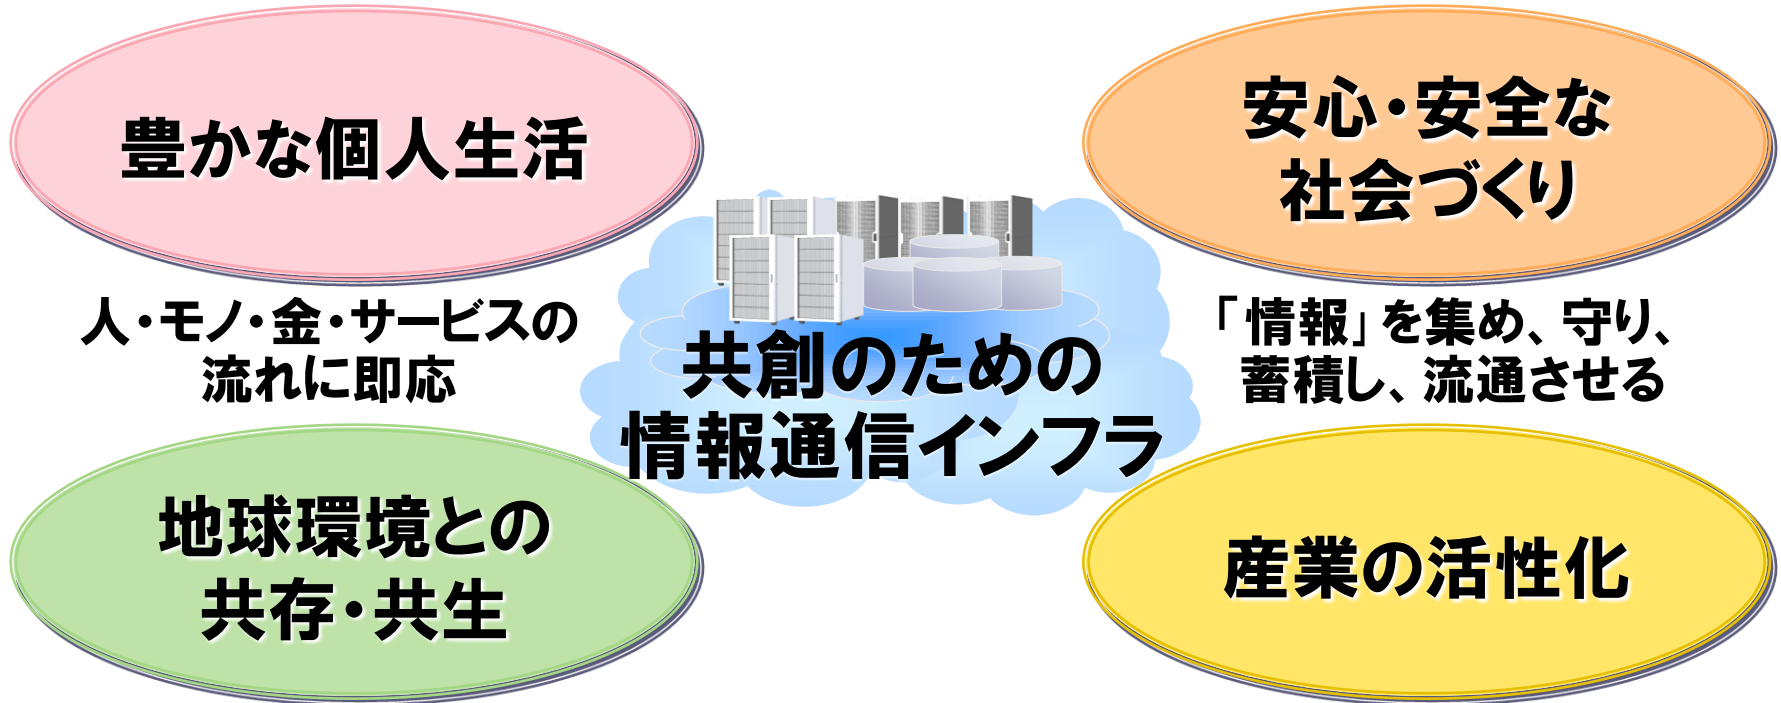 豊かな個人生活
安心・安全な
社会づくり
人・モノ・金・サービスの
流れに即応
共創のための
情報通信インフラ
「情報」を集め、守り、
蓄積し、流通させる
地球環境との
共存・共生
産業の活性化